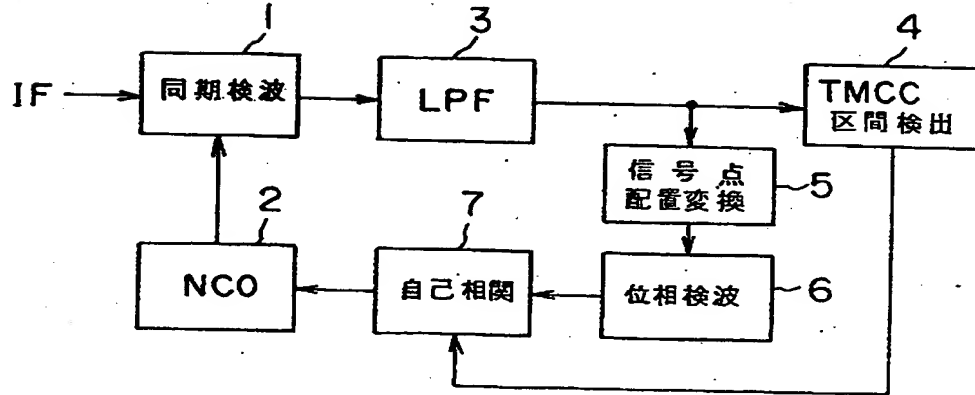 1
3
4
IF
同期検波
LPF
TMCC
区間検出
信号点
配置変換
5
2
7
NCO
自己相関
位相検波
6